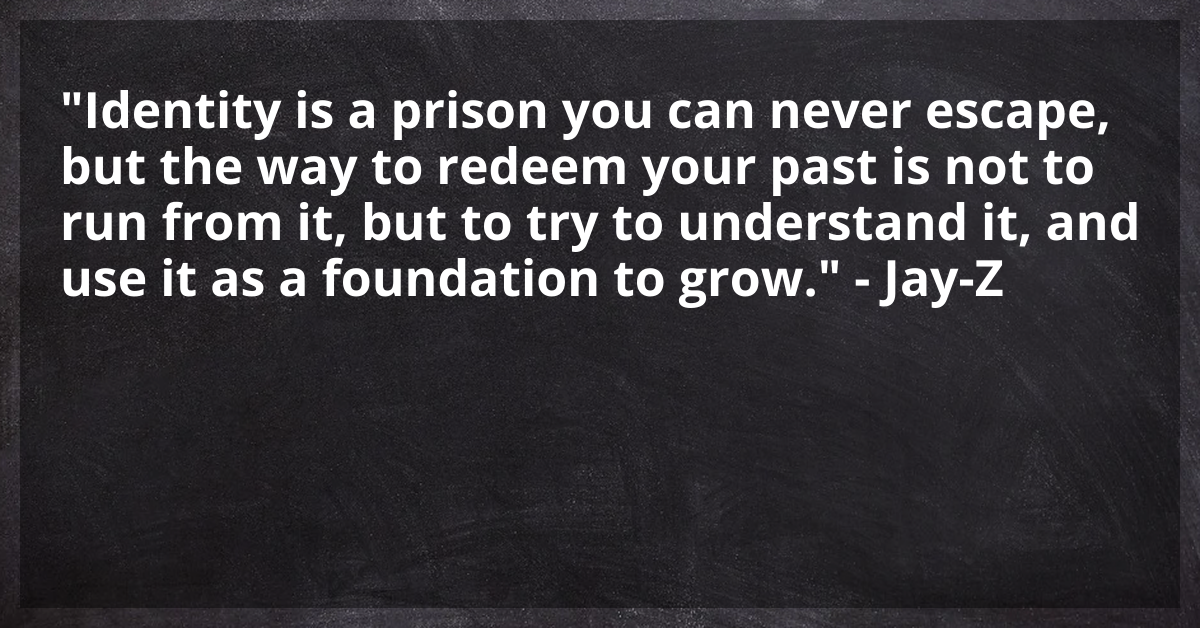 "Identity is a prison you can never escape,
but the way to redeem your past is not to
run from it, but to try to understand it, and
use it as a foundation to grow." - Jay-Z